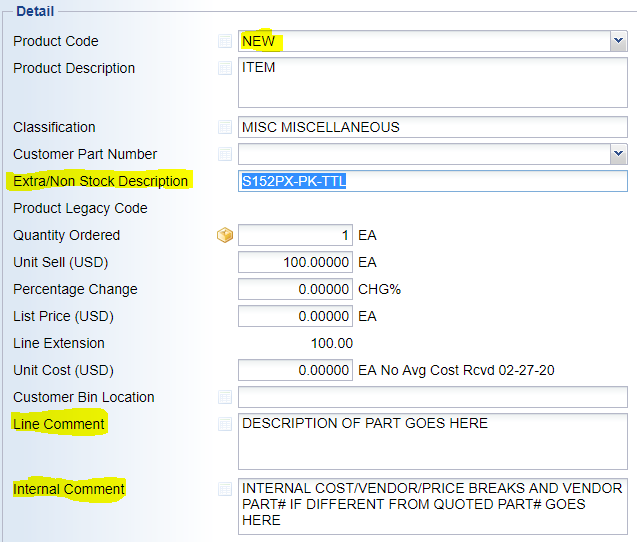 Detail
Product Code NEW
Product Description ITEM
Classification MISC MISCELLANEOUS
Customer Part Number
Extra/Non Stock Description S152PX-PK-TTL
Product Legacy Code
Quantity Ordered 1 EA
Unit Sell (USD) 100.00000 EA
Percentage Change 0.00000 CHG%
List Price (USD) 0.00000 EA
Line Extension 100.00
Unit Cost (USD) 0.00000 EA No Avg Cost Rcvd 02-27-20
Customer Bin Location
Line Comment DESCRIPTION OF PART GOES HERE
Internal Comment INTERNAL COST/VENDOR/PRICE BREAKS AND VENDOR
PART# IF DIFFERENT FROM QUOTED PART# GOES
HERE